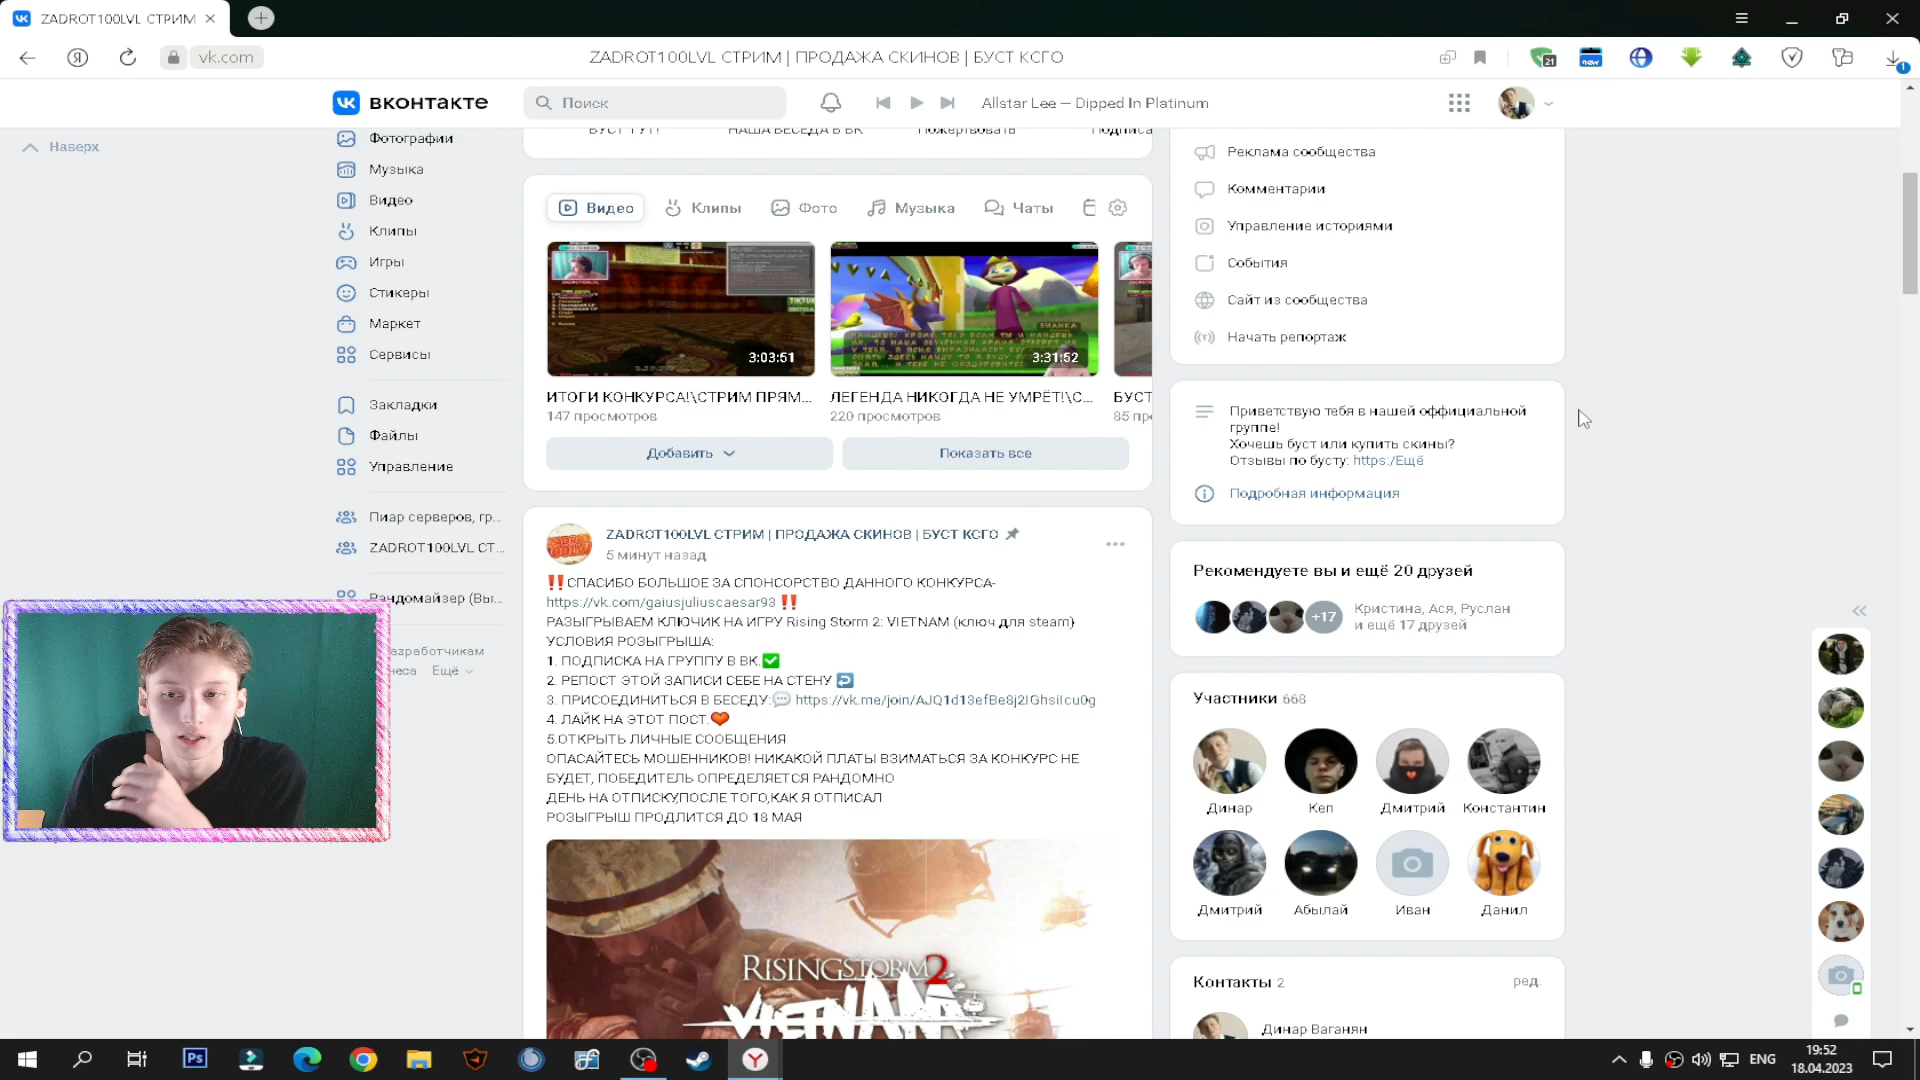 ZADROT100LVL СТРИМ
vk.com
ZADROT100LVL СТРИМ | ПРОДАЖА СКИНОВ | БУСТ КСГО
21
new
1
вконтакте
Поиск
Allstar Lee – Dipped In Platinum
Наверх
Фотографии
Музыка
Видео
Клипы
Игры
Стикеры
Маркет
Сервисы
Закладки
Файлы
Управление
Пиар серверов, гр...
ZADROT100LVL СТ...
Рандомайзер (Вы...
азработчикам
неса Ещё
БУСТ ТУТ!
НАША БЕСЕДА В ВК
Пожертвовать
Подписа
Видео
Клипы
Фото
Музыка
Чаты
3:03:51
3:31:52
ИТОГИ КОНКУРСА!\СТРИМ ПРЯМ...
147 просмотров
ЛЕГЕНДА НИКОГДА НЕ УМРЁТ!\С...
220 просмотров
БУСТ
85 пр
Добавить
Показать все
ZADROT100LVL СТРИМ | ПРОДАЖА СКИНОВ | БУСТ КСГО
5 минут назад
‼СПАСИБО БОЛЬШОЕ ЗА СПОНСОРСТВО ДАННОГО КОНКУРСА-
https://vk.com/gaiusjuliuscaesar93 ‼
РАЗЫГРЫВАЕМ КЛЮЧИК НА ИГРУ Rising Storm 2: VIETNAM (ключ для steam)
УСЛОВИЯ РОЗЫГРЫША:
1. ПОДПИСКА НА ГРУППУ В ВК.✅
2. РЕПОСТ ЭТОЙ ЗАПИСИ СЕБЕ НА СТЕНУ ↩
3. ПРИСОЕДИНИТЬСЯ В БЕСЕДУ:💬 https://vk.me/join/AJQ1d13efBe8j2IGhsiIcu0g
4. ЛАЙК НА ЭТОТ ПОСТ.❤
5.ОТКРЫТЬ ЛИЧНЫЕ СООБЩЕНИЯ
ОПАСАЙТЕСЬ МОШЕННИКОВ! НИКАКОЙ ПЛАТЫ ВЗИМАТЬСЯ ЗА КОНКУРС НЕ
БУДЕТ, ПОБЕДИТЕЛЬ ОПРЕДЕЛЯЕТСЯ РАНДОМНО
ДЕНЬ НА ОТПИСКУ,ПОСЛЕ ТОГО,КАК Я ОТПИСАЛ
РОЗЫГРЫШ ПРОДЛИТСЯ ДО 18 МАЯ
RISING STORM 2
VIETNAM
Реклама сообщества
Комментарии
Управление историями
События
Сайт из сообщества
Начать репортаж
Приветствую тебя в нашей оффициальной
группе!
Хочешь буст или купить скины?
Отзывы по бусту: https:/Ещё
Подробная информация
Рекомендуете вы и ещё 20 друзей
+17
Кристина, Ася, Руслан
и ещё 17 друзей
Участники 668
Динар
Кеп
Дмитрий
Константин
Дмитрий
Абылай
Иван
Данил
Контакты 2
ред.
Динар Ваганян
Ps
ENG
19:52
18.04.2023